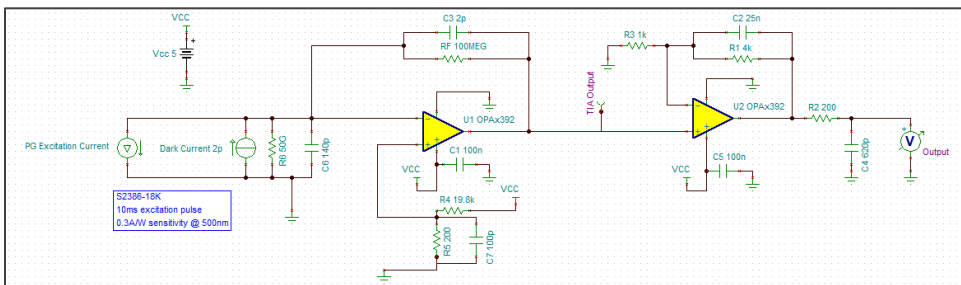 VCC
Vcc 5
PG Excitation Current
Dark Current 2p
R6 50G
C6 140p
S2386-18K
10ms excitation pulse
0.3A/W sensitivity @ 500nm
C3 2p
RF 100MEG
U1 OPAx392
C1 100n
VCC
R4 19.8k
VCC
R5 200
C7 100p
TIA Output
R3 1k
C2 25n
R1 4k
U2 OPAx392
C5 100n
VCC
R2 200
C4 620p
V
Output